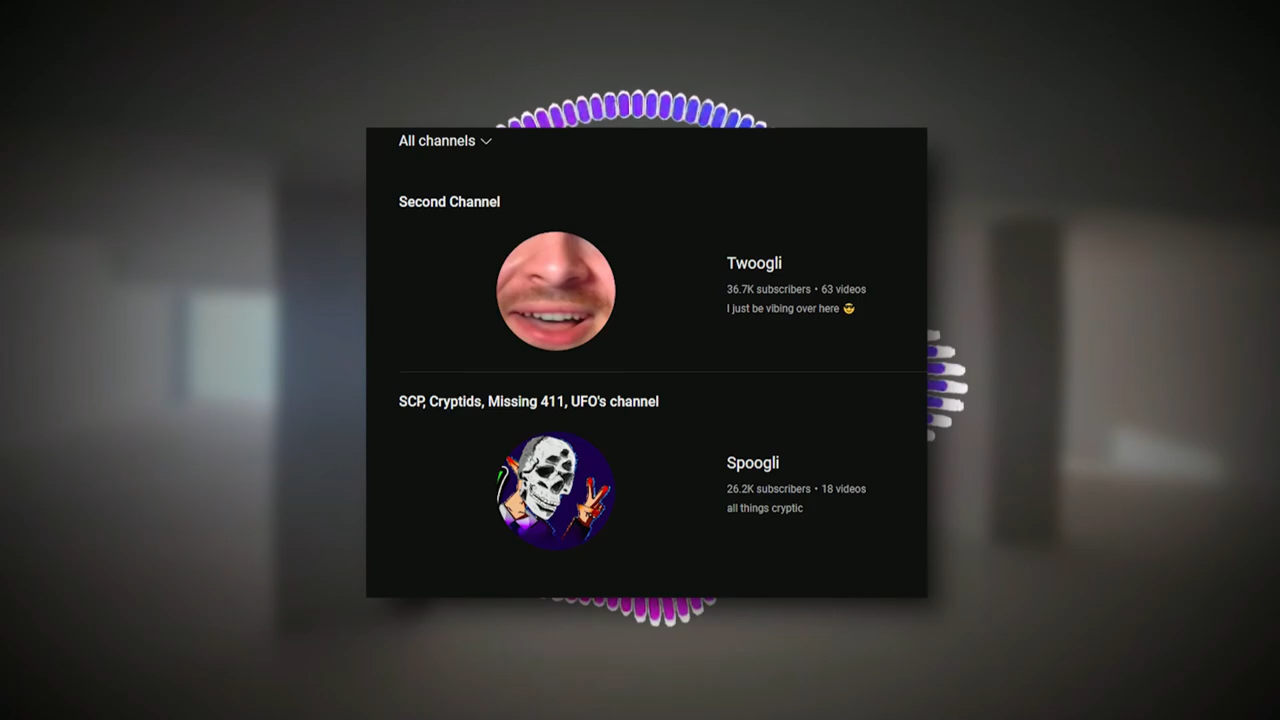 All channels
Second Channel
Twoogli
36.7K subscribers • 63 videos
I just be vibing over here 😎
SCP, Cryptids, Missing 411, UFO's channel
Spoogli
26.2K subscribers • 18 videos
all things cryptic